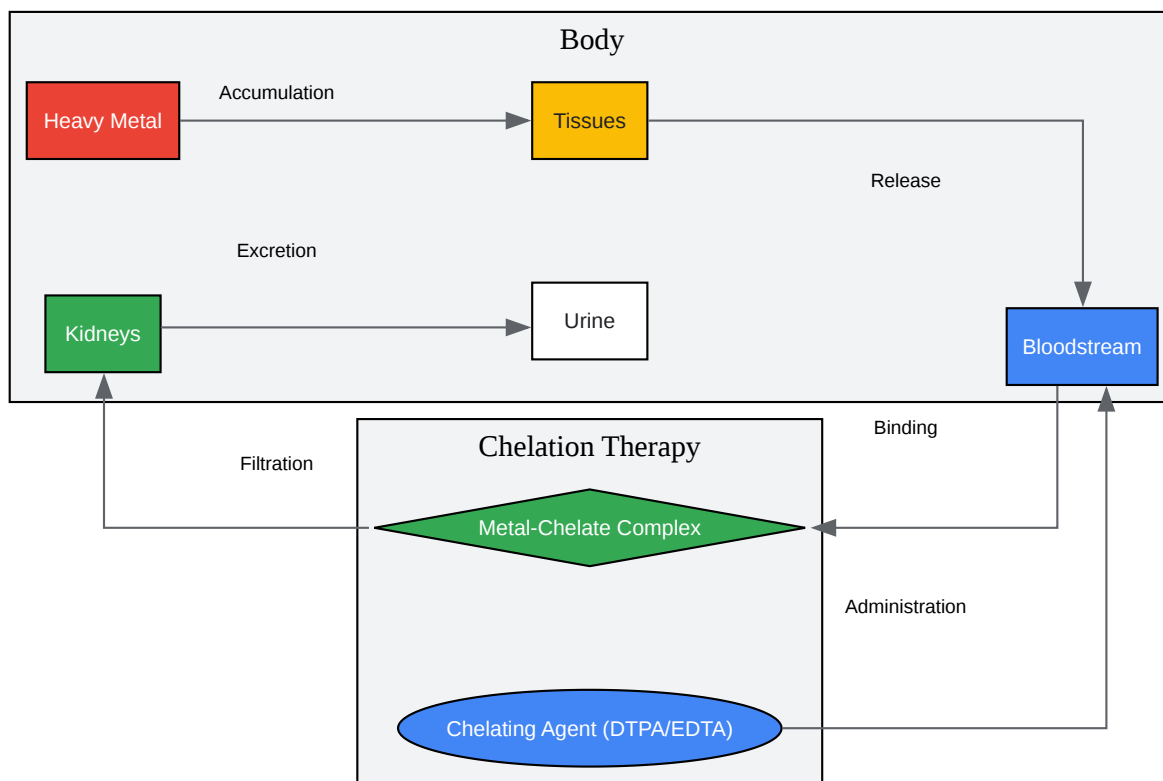 Body
Accumulation
Heavy Metal
Tissues
Release
Excretion
Kidneys
Urine
Bloodstream
Binding
Chelation Therapy
Filtration
Metal-Chelate Complex
Administration
Chelating Agent (DTPA/EDTA)